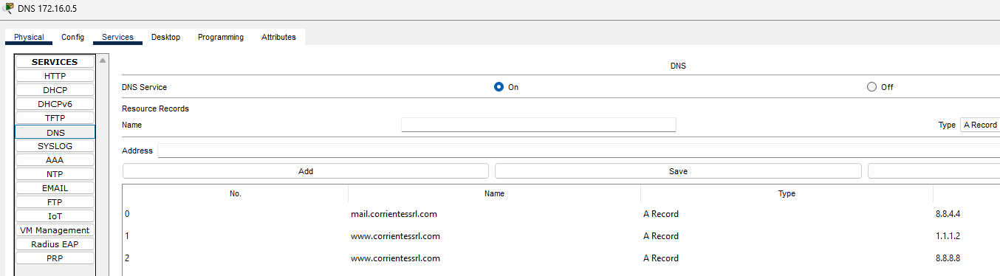 DNS 172.16.0.5
Physical Config Services Desktop Programming Attributes
SERVICES
HTTP
DHCP
DHCPv6
TFTP
DNS
SYSLOG
AAA
NTP
EMAIL
FTP
IoT
VM Management
Radius EAP
PRP
DNS
DNS Service On Off
Resource Records
Name Type A Record
Address
Add Save
No. Name Type
0 mail.corrientessrl.com A Record 8.8.4.4
1 www.corrientessrl.com A Record 1.1.1.2
2 www.corrientessrl.com A Record 8.8.8.8